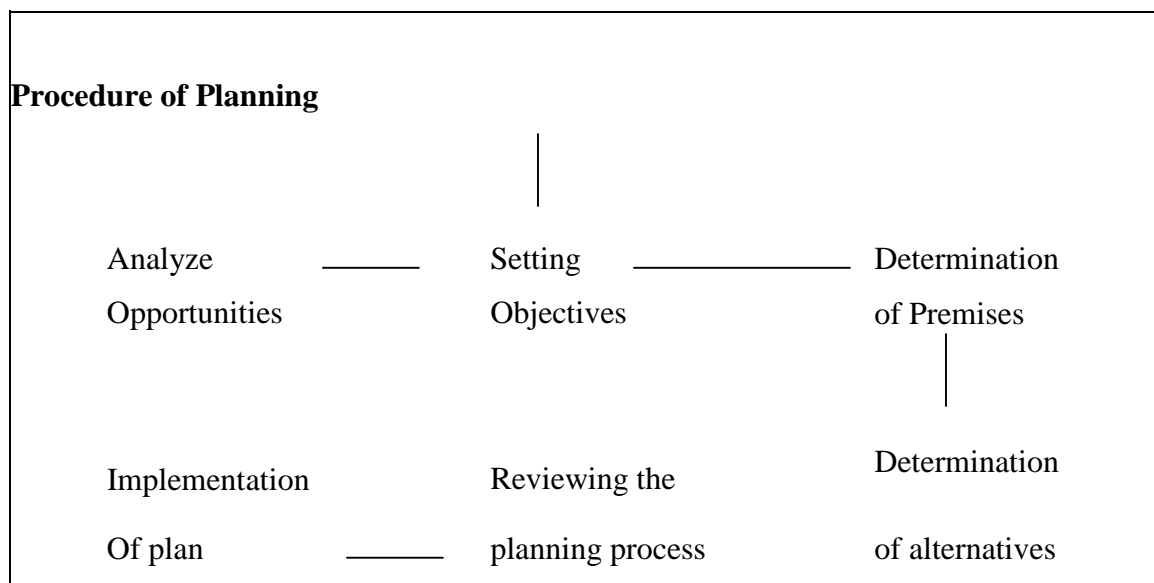 Procedure of Planning
Analyze Setting Determination
Opportunities Objectives of Premises
Determination
Implementation Reviewing the
Of plan planning process of alternatives